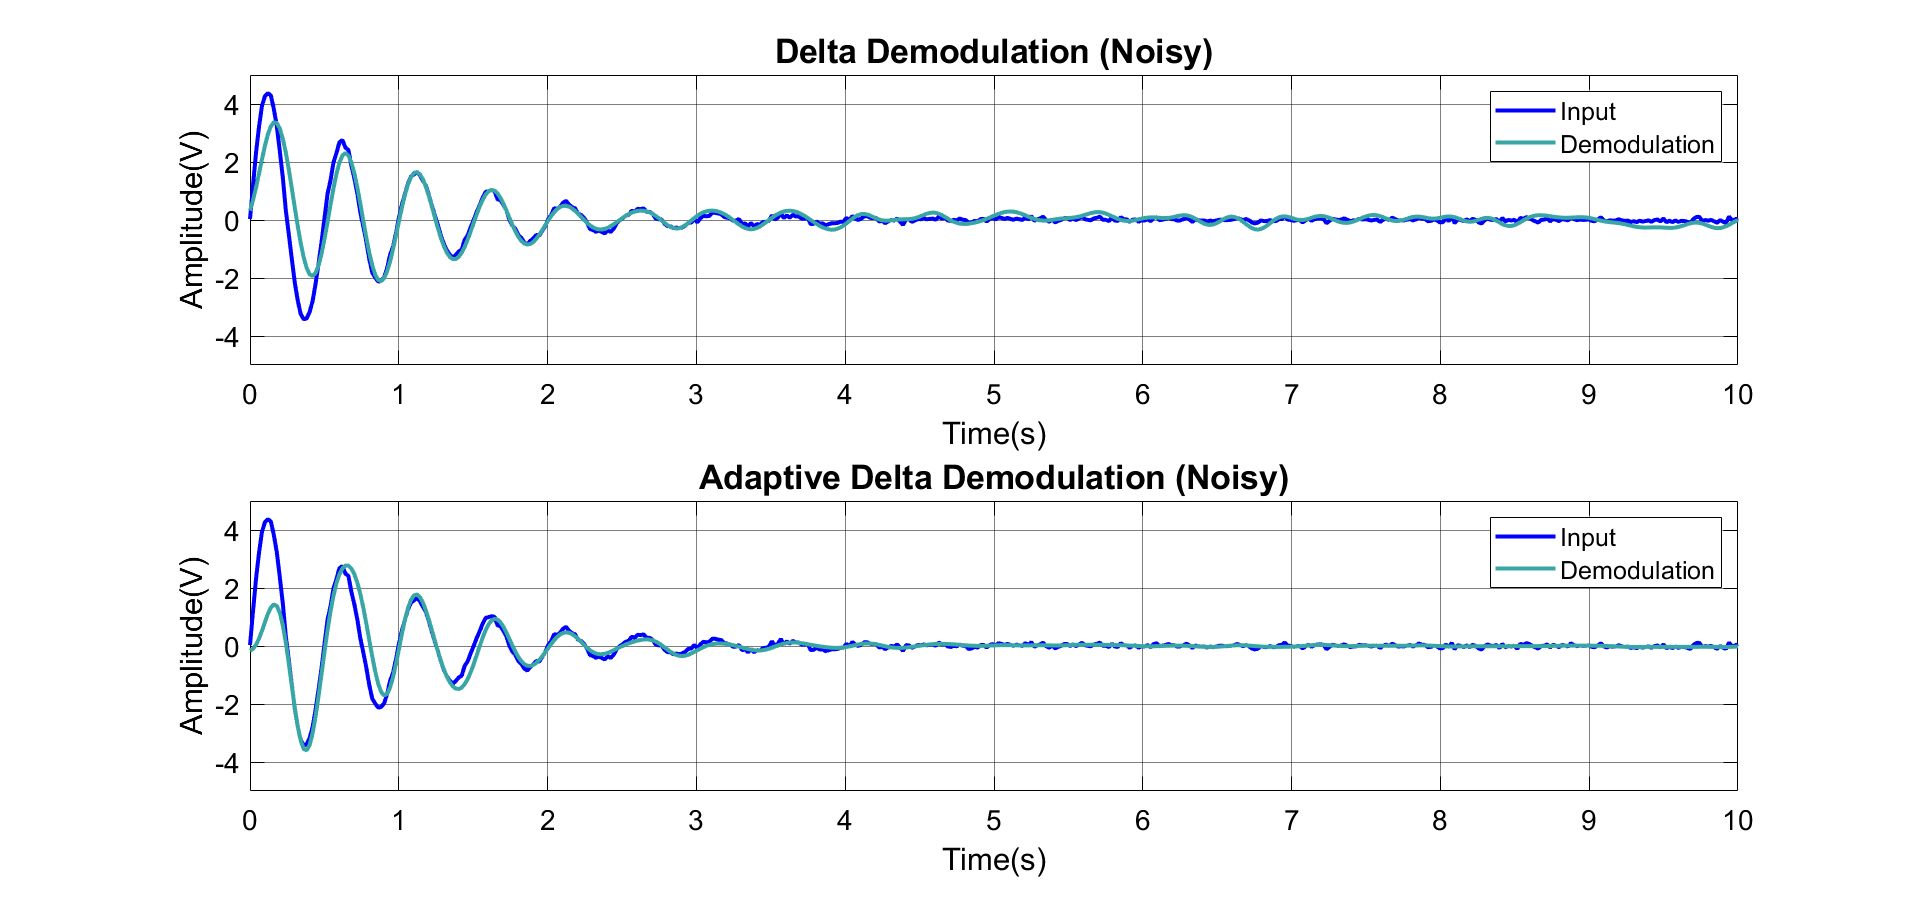 Delta Demodulation (Noisy)
Amplitude(V)
4
2
0
-2
-4
Input
Demodulation
0 1 2 3 4 5 6 7 8 9 10
Time(s)
Adaptive Delta Demodulation (Noisy)
Amplitude(V)
4
2
0
-2
-4
Input
Demodulation
0 1 2 3 4 5 6 7 8 9 10
Time(s)